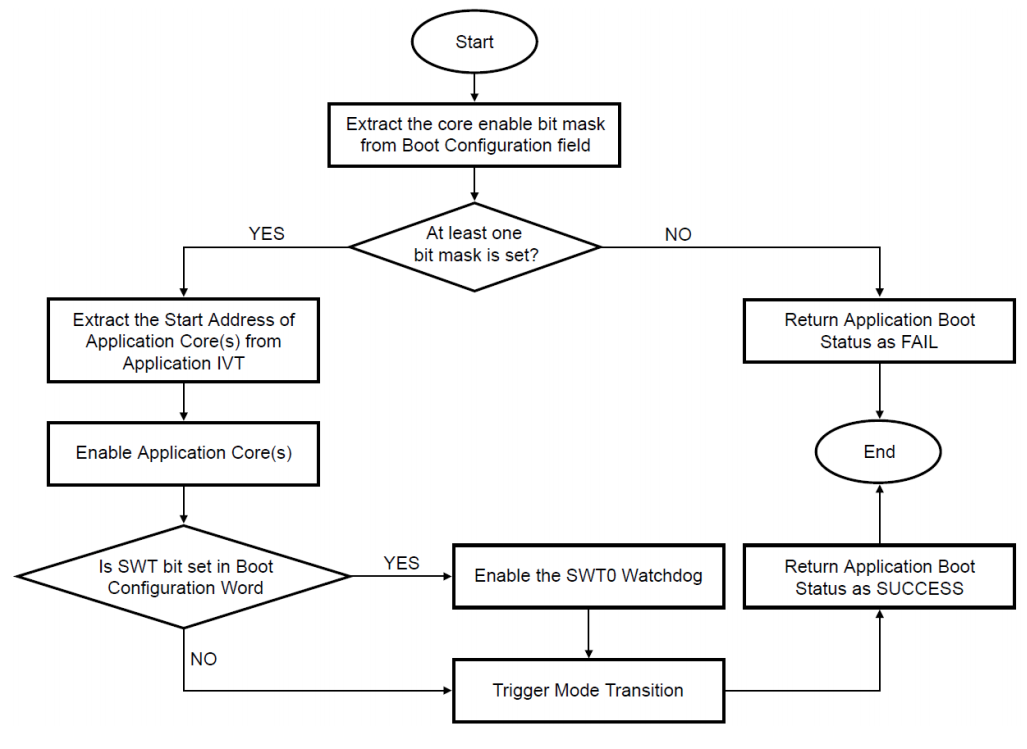 Start
Extract the core enable bit mask
from Boot Configuration field
At least one
bit mask is set?
YES
NO
Extract the Start Address of
Application Core(s) from
Application IVT
Return Application Boot
Status as FAIL
Enable Application Core(s)
End
Is SWT bit set in Boot
Configuration Word
YES
Enable the SWT0 Watchdog
Return Application Boot
Status as SUCCESS
NO
Trigger Mode Transition